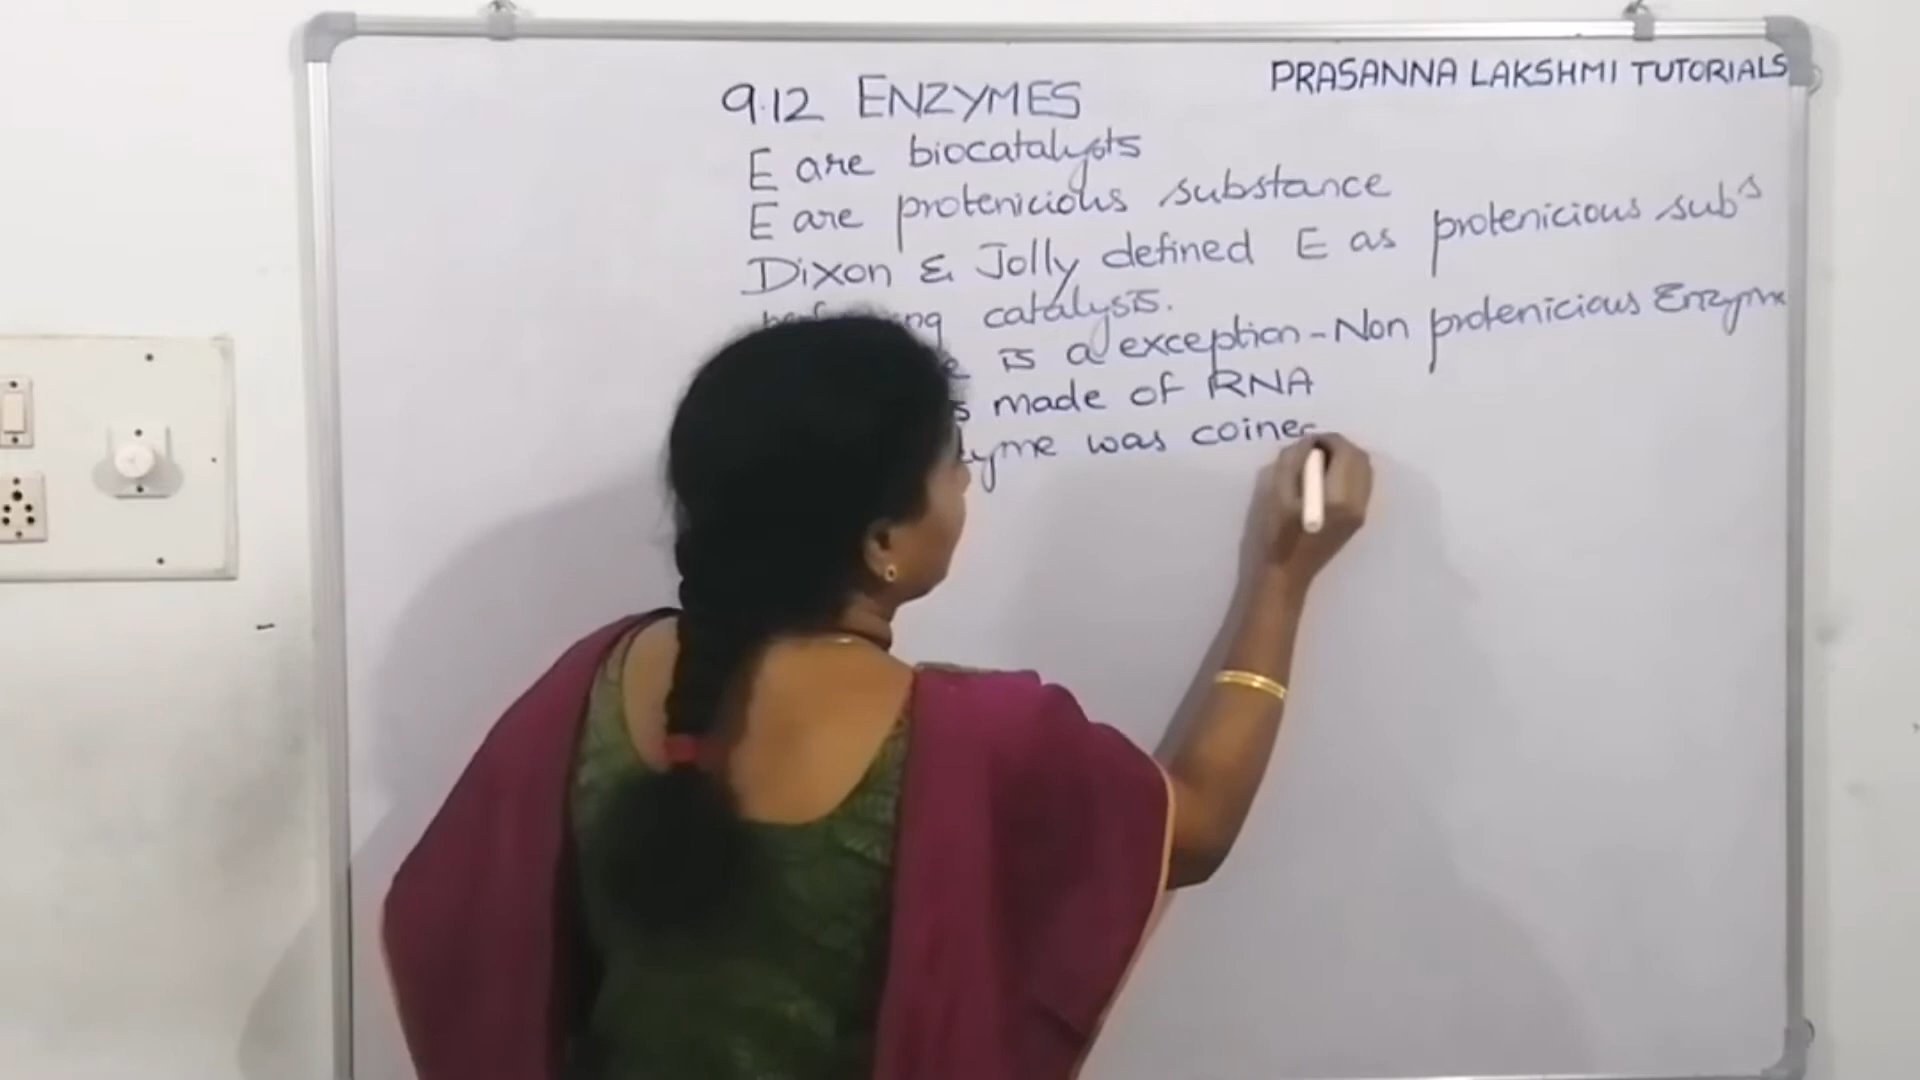 PRASANNA LAKSHMI TUTORIALS
9.12 ENZYMES
E are biocatalysts
E are protenicious substance
Dixon & Jolly defined E as protenicious subs
catalysis.
is a exception - Non protenicious Enzyme
made of RNA
was coined